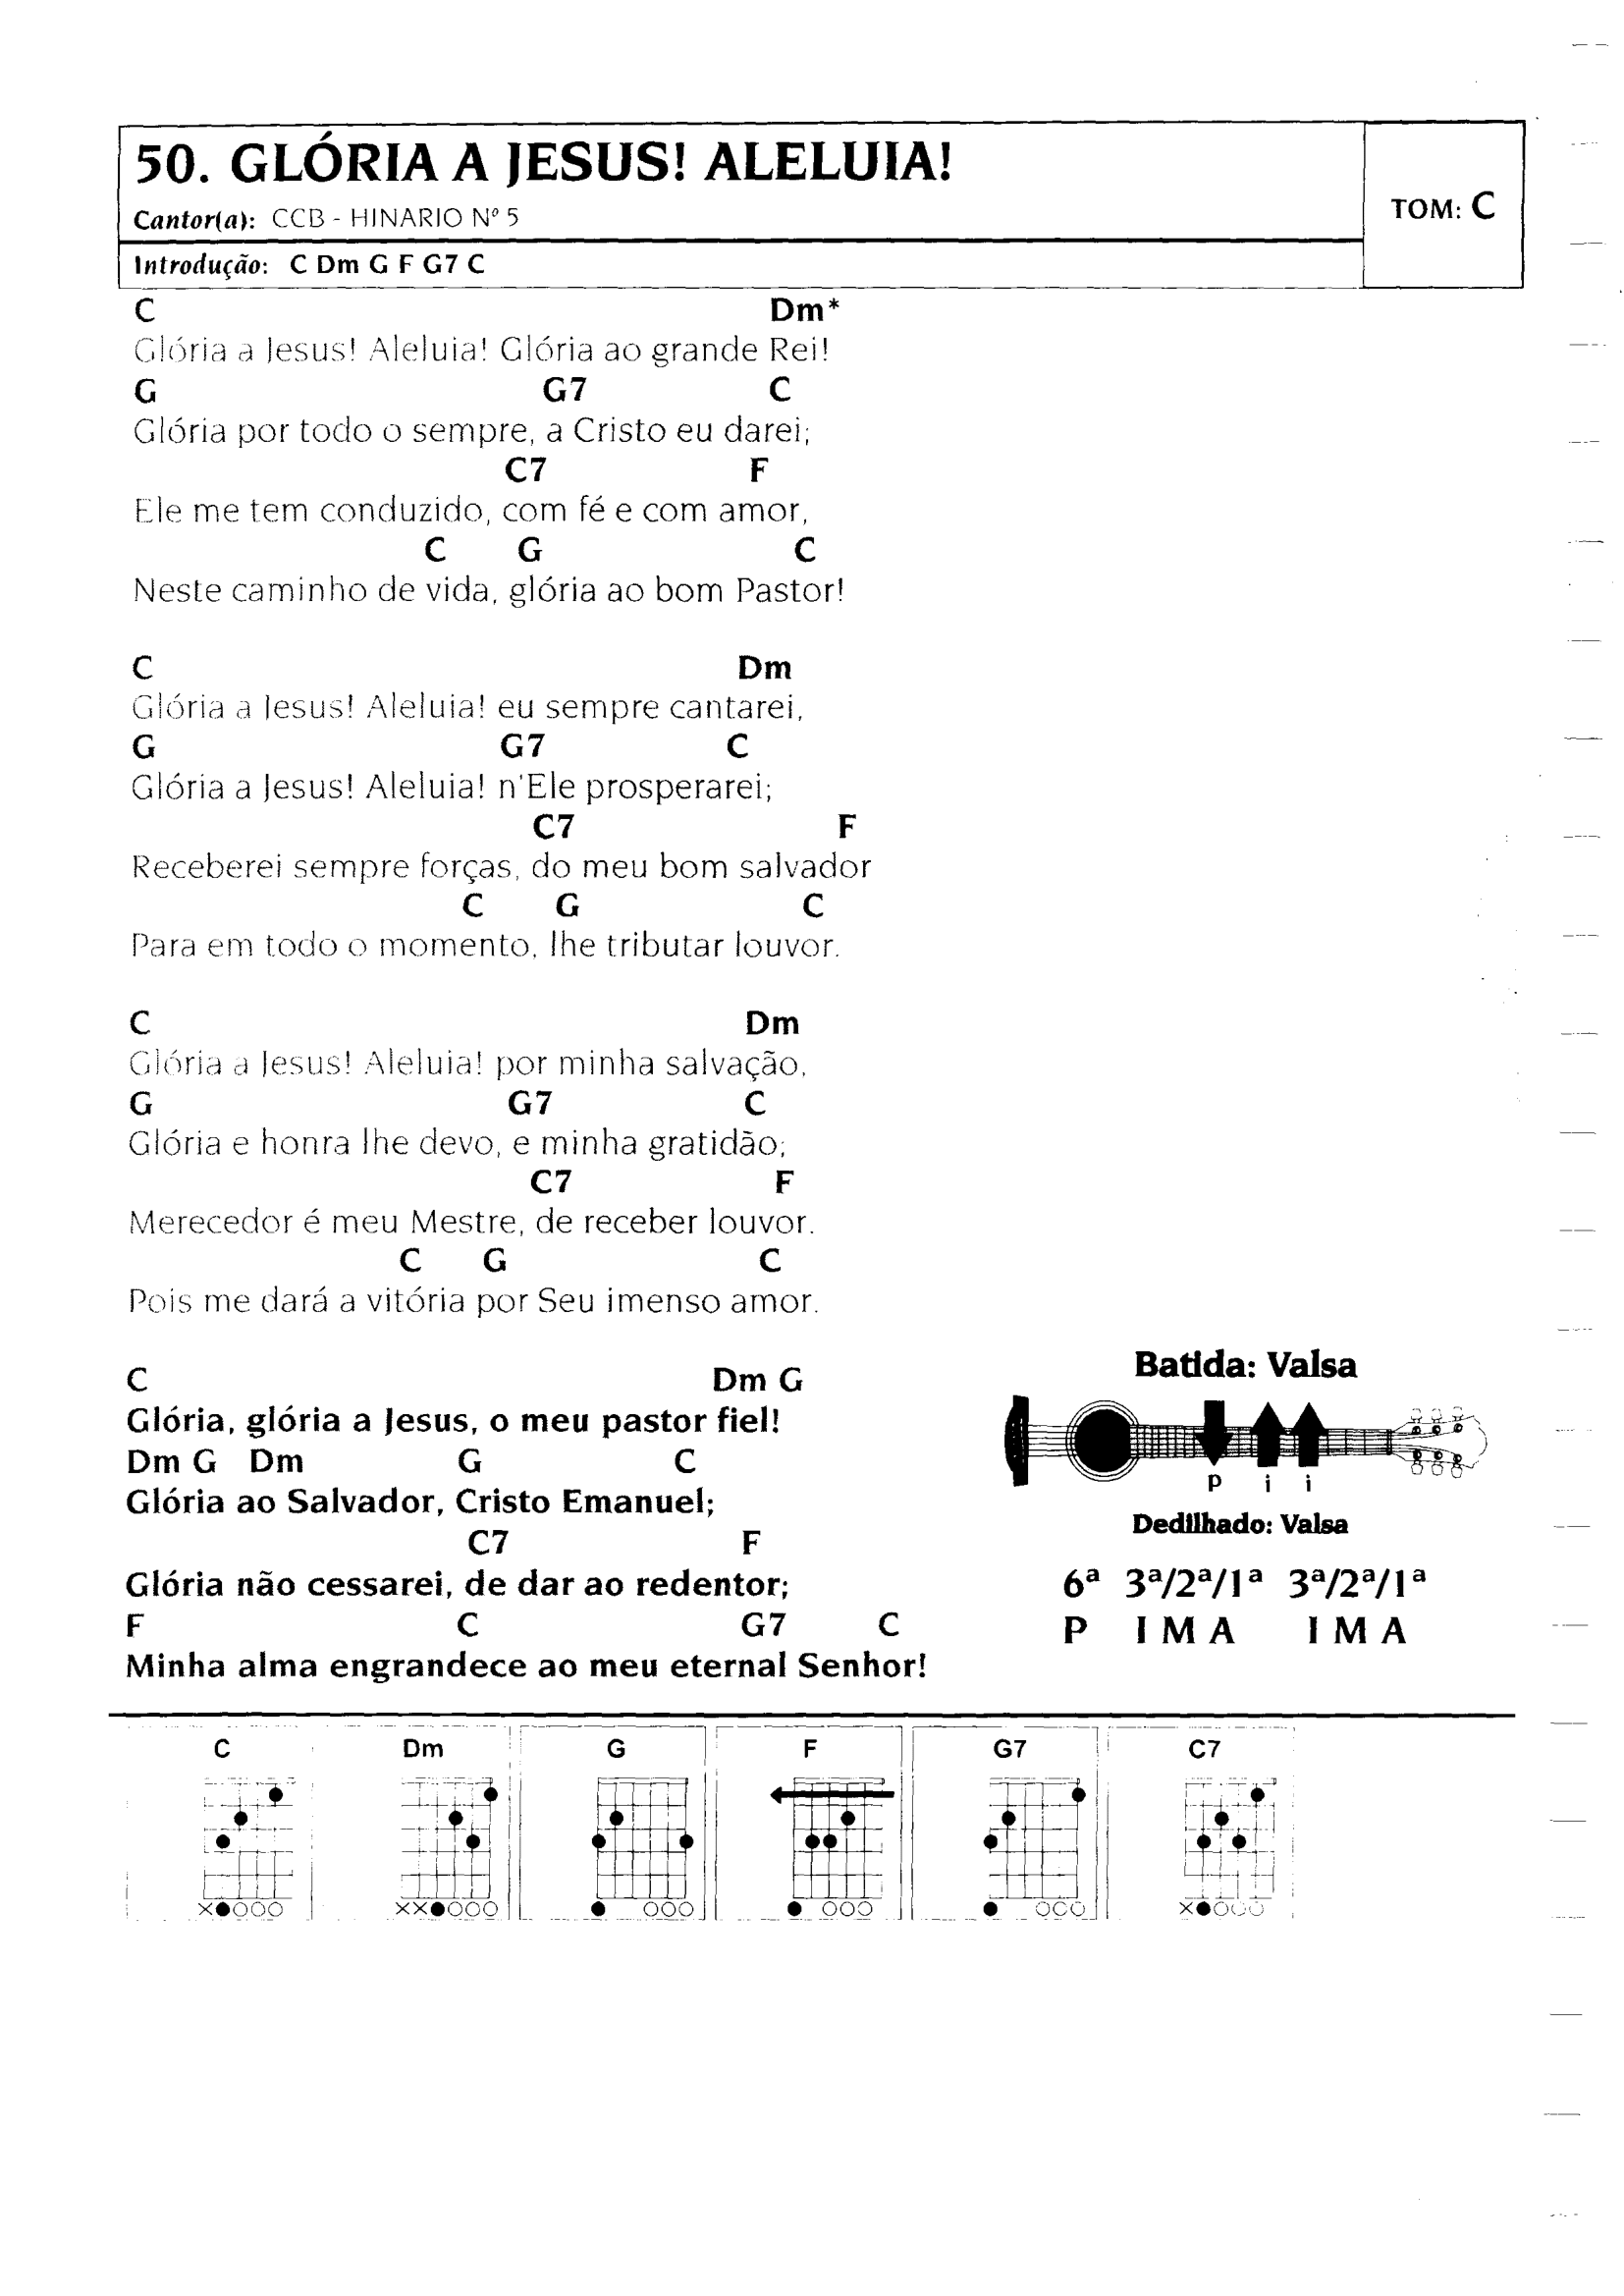 50. GLÓRIA A JESUS! ALELUIA!
Cantor(a): CCB - HINARIO Nº 5
TOM: C
Introdução: C Dm G F G7 C
C Dm*
Glória a Jesus! Aleluia! Glória ao grande Rei!
G G7 C
Glória por todo o sempre, a Cristo eu darei;
C7 F
Ele me tem conduzido, com fé e com amor,
C G C
Neste caminho de vida, glória ao bom Pastor!
C Dm
Glória a Jesus! Aleluia! eu sempre cantarei,
G G7 C
Glória a Jesus! Aleluia! n'Ele prosperarei;
C7 F
Receberei sempre forças, do meu bom salvador
C G C
Para em todo o momento, lhe tributar louvor.
C Dm
Glória a Jesus! Aleluia! por minha salvação,
G G7 C
Glória e honra lhe devo, e minha gratidão;
C7 F
Merecedor é meu Mestre, de receber louvor.
C G C
Pois me dará a vitória por Seu imenso amor.
C Dm G
Glória, glória a Jesus, o meu pastor fiel!
Dm G Dm G C
Glória ao Salvador, Cristo Emanuel;
C7 F
Glória não cessarei, de dar ao redentor;
F C G7 C
Minha alma engrandece ao meu eternal Senhor!
Batida: Valsa
p i i
Dedilhado: Valsa
6ª 3ª/2ª/1ª 3ª/2ª/1ª
P I M A I M A
C Dm G F G7 C7